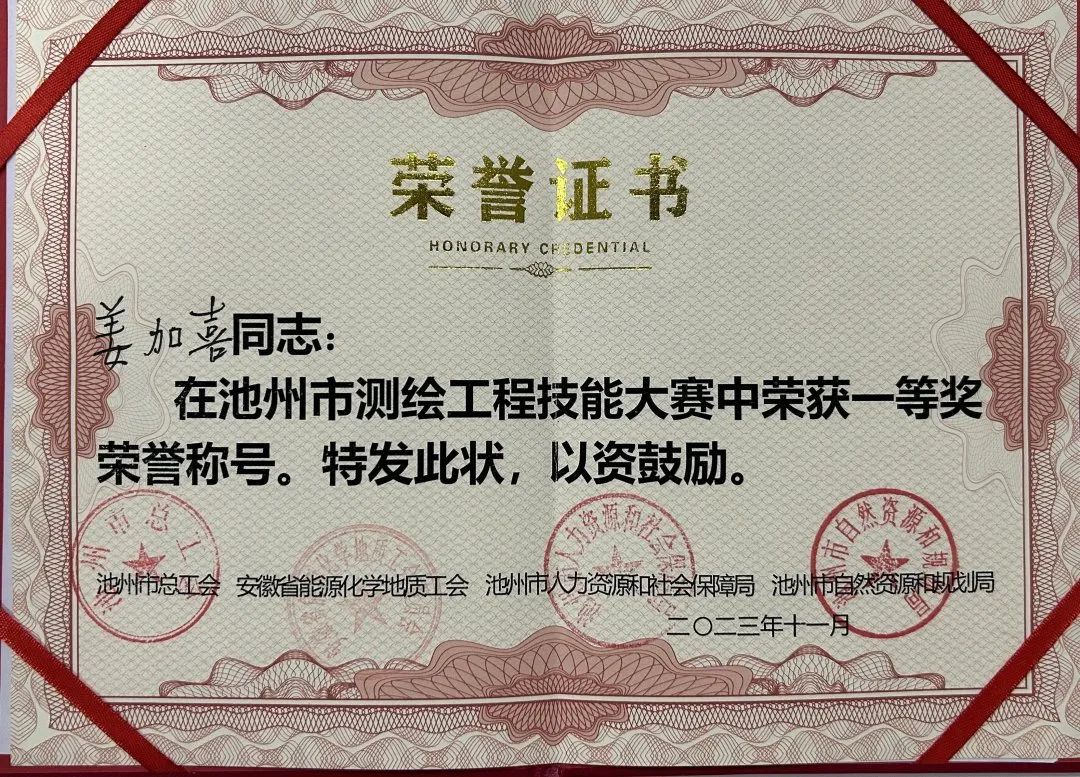 荣誉证书
HONORARY CREDENTIAL
姜加喜同志：
在池州市测绘工程技能大赛中荣获一等奖
荣誉称号。特发此状，以资鼓励。
池州市总工会 安徽省能源化学地质工会 池州市人力资源和社会保障局 池州市自然资源和规划局
二〇二三年十一月